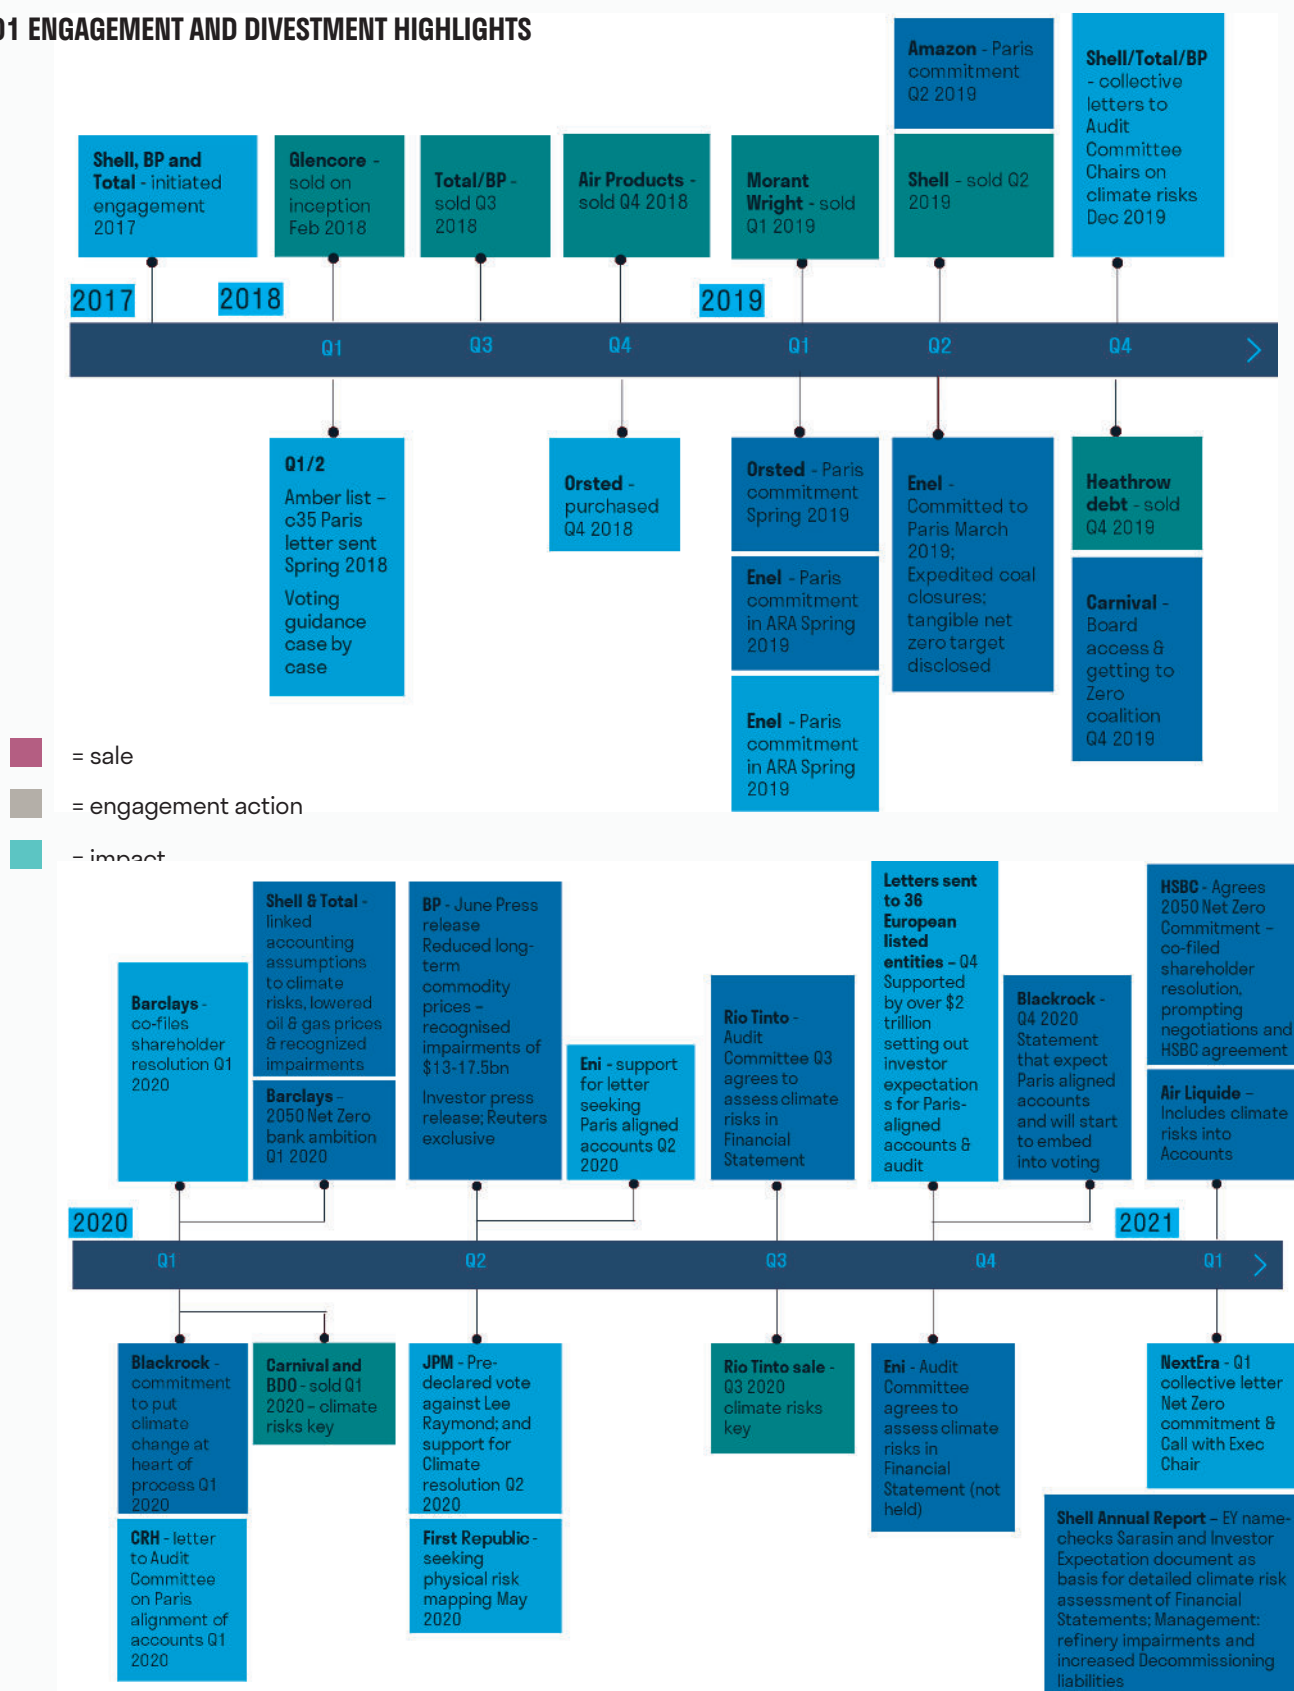 01 ENGAGEMENT AND DIVESTMENT HIGHLIGHTS
Shell, BP and
Total - initiated
engagement
2017
Glencore -
sold on
inception
Feb 2018
Total/BP -
sold Q3
2018
Air Products -
sold Q4 2018
Morant
Wright - sold
Q1 2019
Amazon - Paris
commitment
Q2 2019
Shell - sold Q2
2019
Shell/Total/BP
- collective
letters to
Audit
Committee
Chairs on
climate risks
Dec 2019
2017
2018
2019
Q1
Q3
Q4
Q1
Q2
Q4
Q1/2
Amber list –
c35 Paris
letter sent
Spring 2018
Voting
guidance
case by
case
Orsted -
purchased
Q4 2018
Orsted - Paris
commitment
Spring 2019
Enel - Paris
commitment
in ARA Spring
2019
Enel - Paris
commitment
in ARA Spring
2019
Enel -
Committed to
Paris March
2019;
Expedited coal
closures;
tangible net
zero target
disclosed
Heathrow
debt - sold
Q4 2019
Carnival -
Board
access &
getting to
Zero
coalition
Q4 2019
= sale
= engagement action
= impact
Barclays -
co-files
shareholder
resolution Q1
2020
Shell & Total -
linked
accounting
assumptions
to climate
risks, lowered
oil & gas prices
& recognized
impairments
Barclays –
2050 Net Zero
bank ambition
Q1 2020
BP - June Press
release
Reduced long-
term
commodity
prices –
recognised
impairments of
$13-17.5bn
Investor press
release; Reuters
exclusive
Eni - support
for letter
seeking
Paris aligned
accounts Q2
2020
Rio Tinto -
Audit
Committee Q3
agrees to
assess climate
risks in
Financial
Statement
Letters sent
to 36
European
listed
entities – Q4
Supported
by over $2
trillion
setting out
investor
expectation
s for Paris-
aligned
accounts &
audit
Blackrock -
Q4 2020
Statement
that expect
Paris aligned
accounts
and will start
to embed
into voting
HSBC - Agrees
2050 Net Zero
Commitment –
co-filed
shareholder
resolution,
prompting
negotiations and
HSBC agreement
Air Liquide –
Includes climate
risks into
Accounts
2020
2021
Q1
Q2
Q3
Q4
Q1
Blackrock -
commitment
to put
climate
change at
heart of
process Q1
2020
CRH - letter
to Audit
Committee
on Paris
alignment of
accounts Q1
2020
Carnival and
BDO - sold Q1
2020 – climate
risks key
JPM - Pre-
declared vote
against Lee
Raymond; and
support for
Climate
resolution Q2
2020
First Republic -
seeking
physical risk
mapping May
2020
Rio Tinto sale -
Q3 2020
climate risks
key
Eni - Audit
Committee
agrees to
assess climate
risks in
Financial
Statement (not
held)
NextEra - Q1
collective letter
Net Zero
commitment &
Call with Exec
Chair
Shell Annual Report – EY name-
checks Sarasin and Investor
Expectation document as
basis for detailed climate risk
assessment of Financial
Statements; Management:
refinery impairments and
increased Decommissioning
liabilities